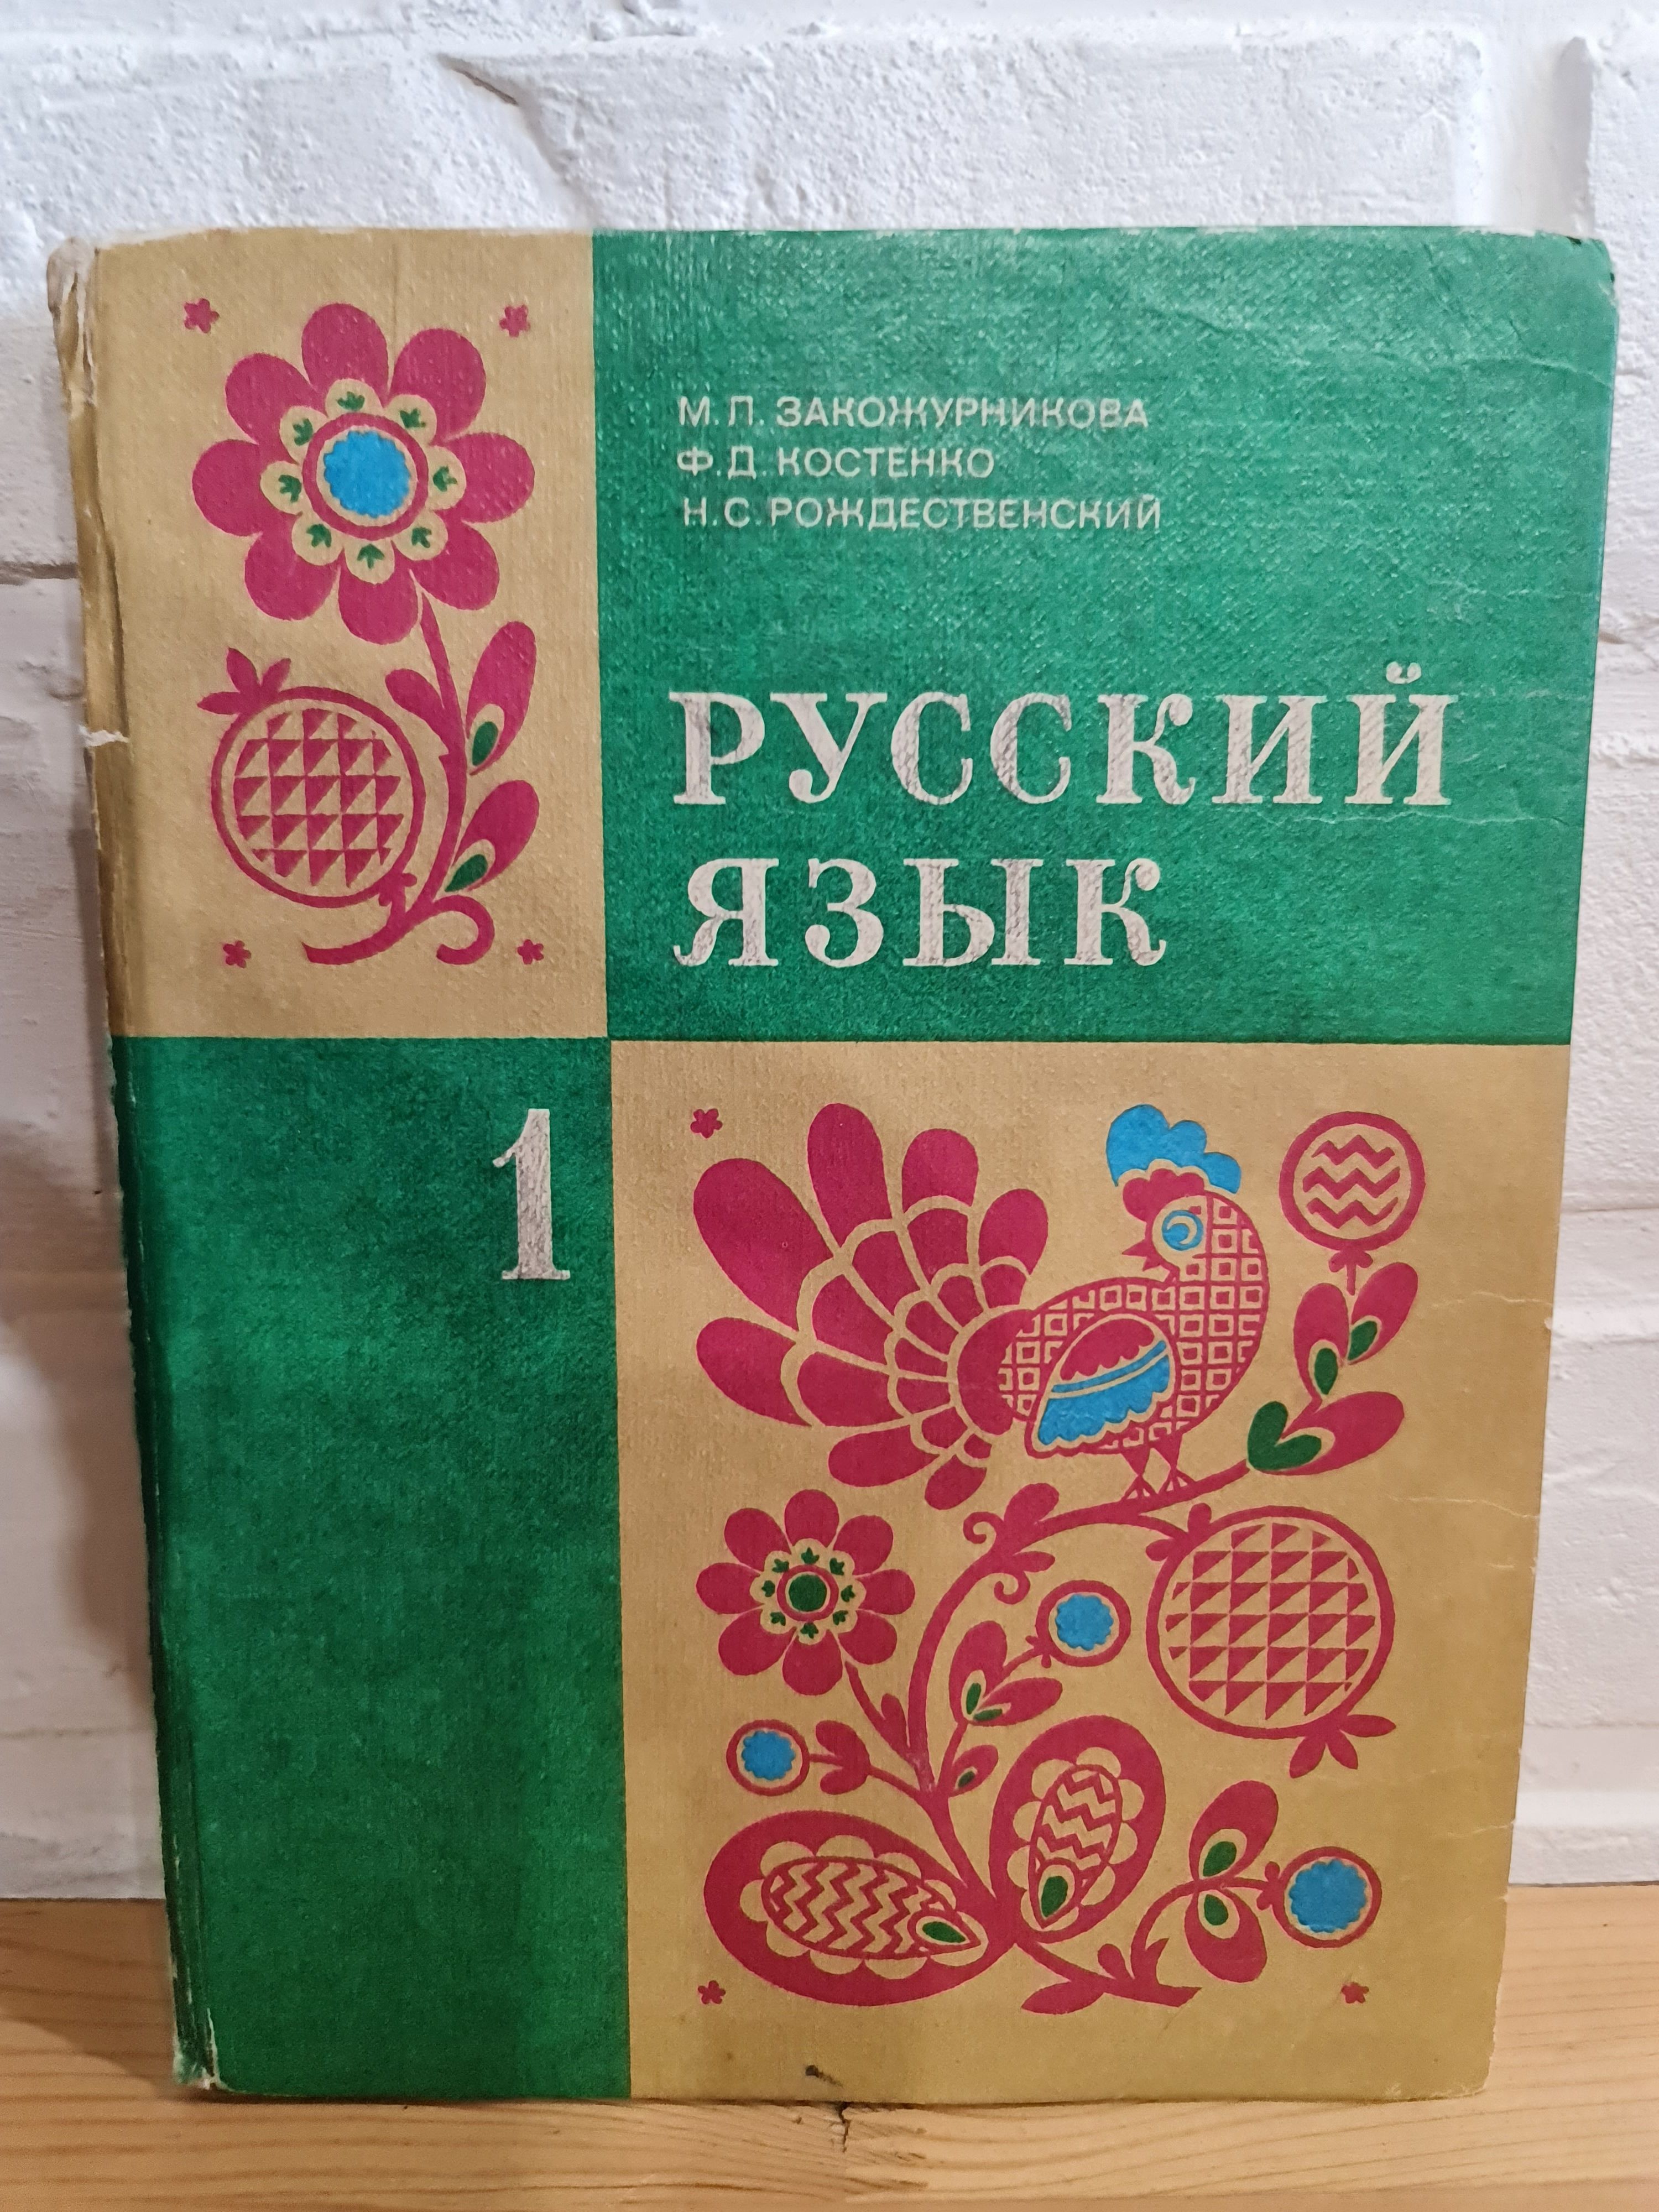 М. Л. ЗАКОЖУРНИКОВА
Ф. Д. КОСТЕНКО
Н. С. РОЖДЕСТВЕНСКИЙ
РУССКИЙ
ЯЗЫК
1